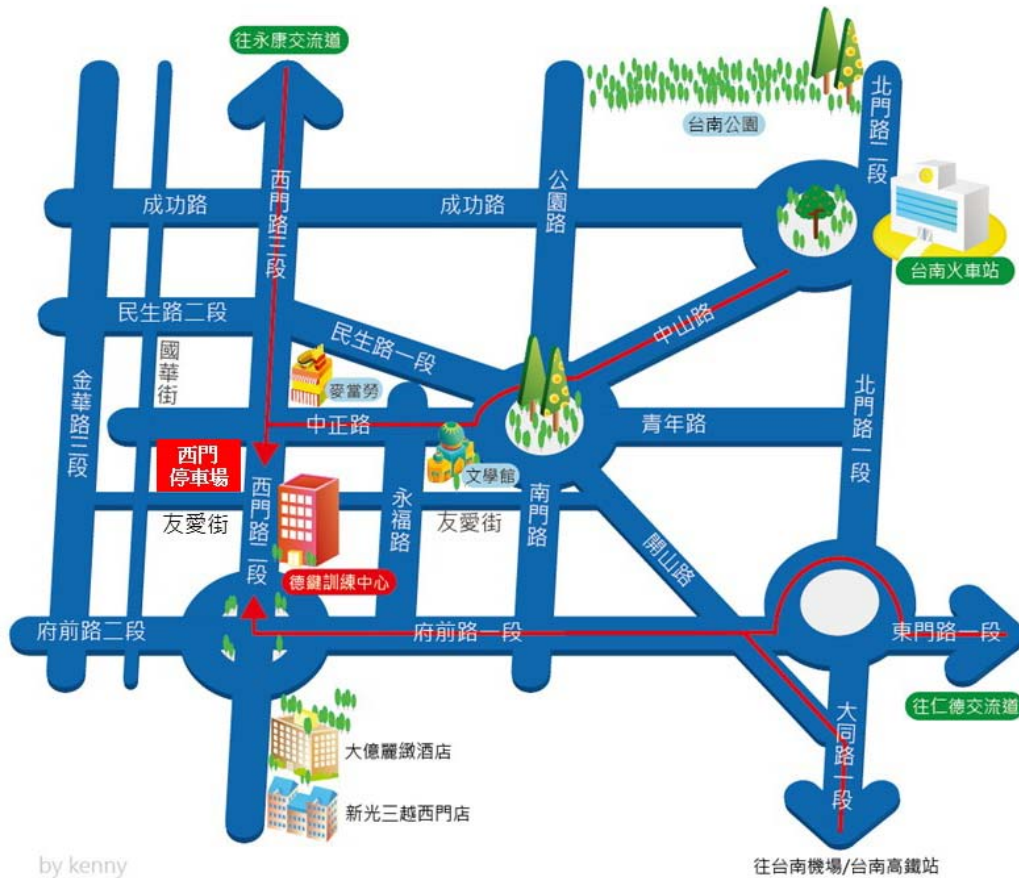 往永康交流道
北門路二段
台南公園
西門路三段
公園路
成功路
成功路
台南火車站
民生路二段
民生路一段
中山路
國華街
金華路三段
麥當勞
北門路一段
中正路
青年路
西門
停車場
文學館
西門路二段
永福路
南門路
友愛街
友愛街
開山路
德鍵訓練中心
府前路二段
府前路一段
東門路一段
往仁德交流道
大同路一段
大億麗緻酒店
新光三越西門店
by kenny
往台南機場/台南高鐵站